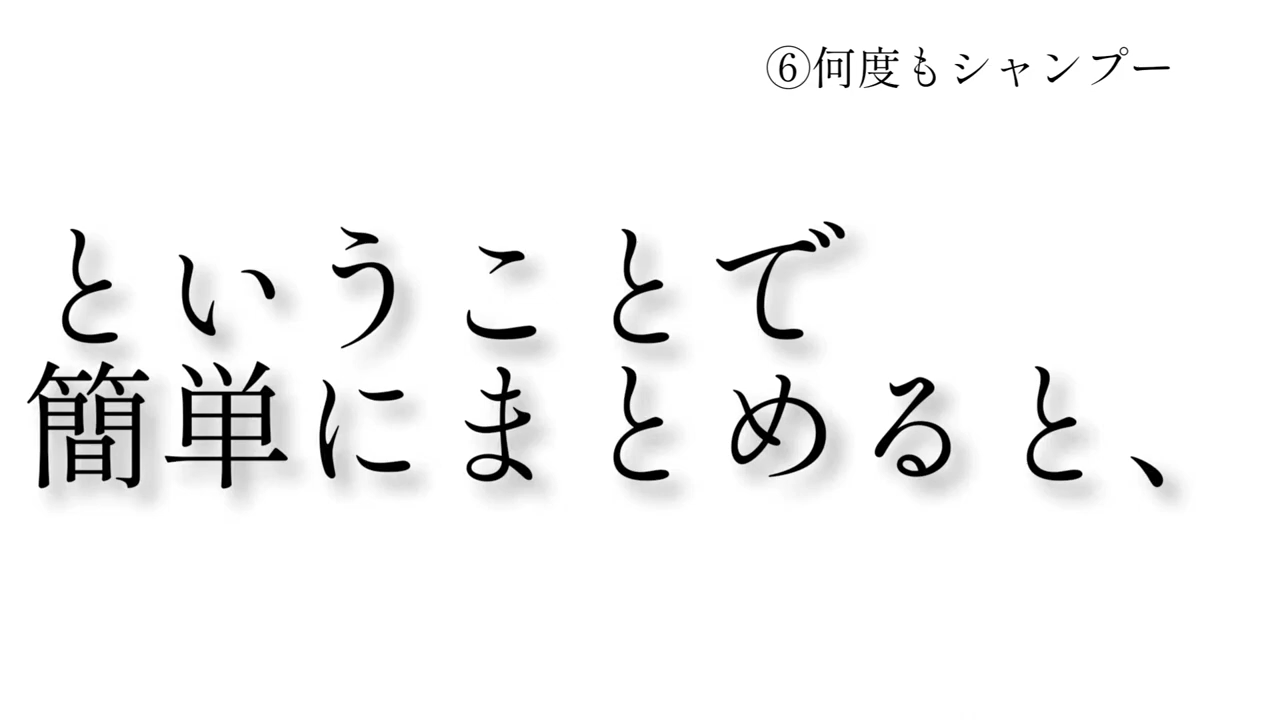 ⑥何度もシャンプー
ということで
簡単にまとめると、